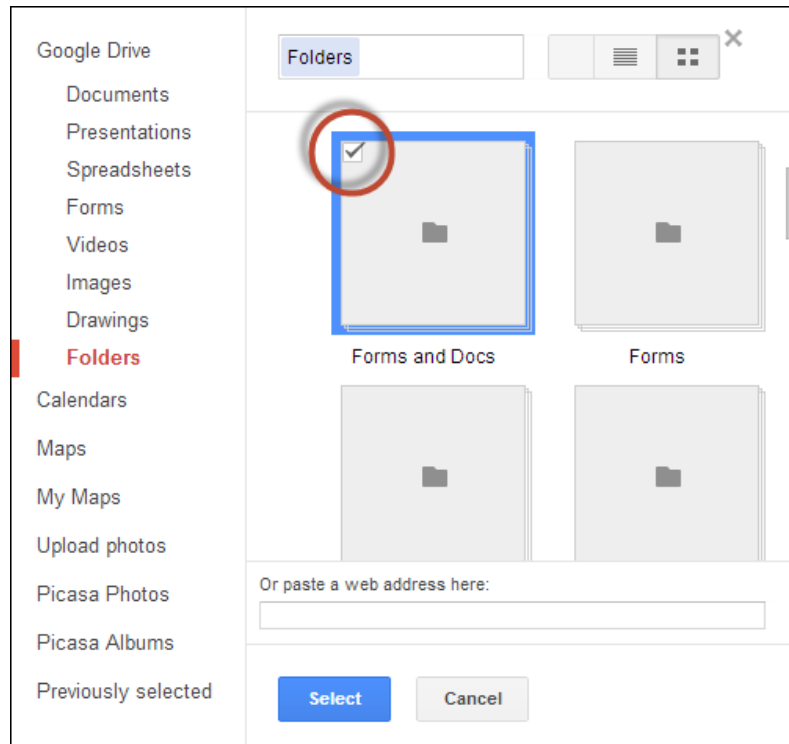 Google Drive
Documents
Presentations
Spreadsheets
Forms
Videos
Images
Drawings
Folders
Calendars
Maps
My Maps
Upload photos
Picasa Photos
Picasa Albums
Previously selected
Folders
Forms and Docs
Forms
Or paste a web address here:
Select
Cancel